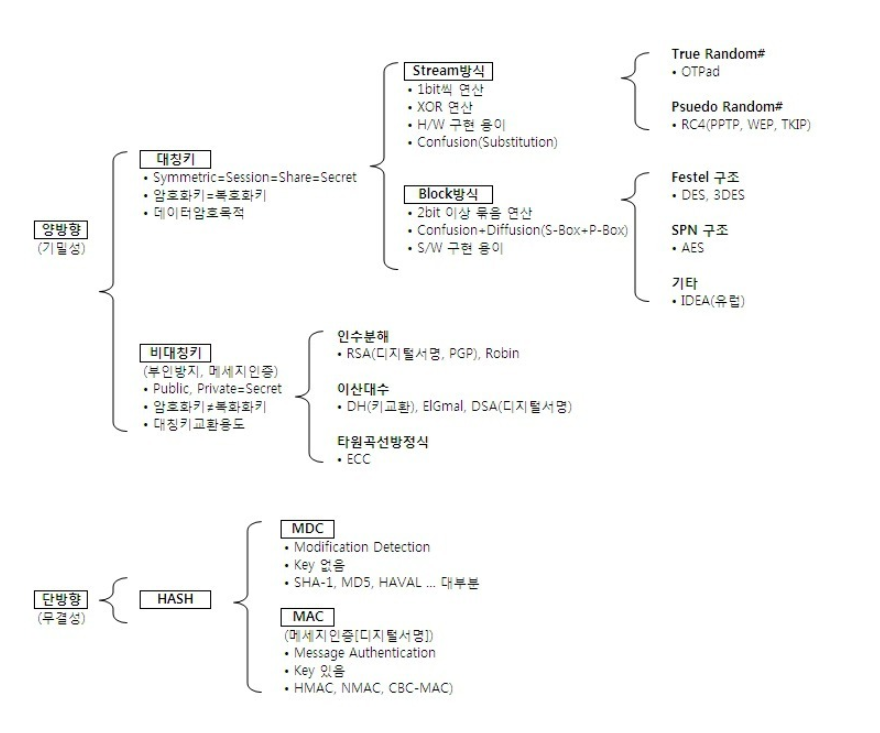 양방향
(기밀성)
대칭키
• Symmetric=Session=Share=Secret
• 암호화키=복호화키
• 데이터암호목적
Stream방식
• 1bit씩 연산
• XOR 연산
• H/W 구현 용이
• Confusion(Substitution)
True Random#
• OTPad
Psuedo Random#
• RC4(PPTP, WEP, TKIP)
Block방식
• 2bit 이상 묶음 연산
• Confusion+Diffusion(S-Box+P-Box)
• S/W 구현 용이
Festel 구조
• DES, 3DES
SPN 구조
• AES
기타
• IDEA(유럽)
비대칭키
(부인방지, 메세지인증)
• Public, Private=Secret
• 암호화키≠복화화키
• 대칭키교환용도
인수분해
• RSA(디지털서명, PGP), Robin
이산대수
• DH(키교환), ElGmal, DSA(디지털서명)
타원곡선방정식
• ECC
단방향
(무결성)
HASH
MDC
• Modification Detection
• Key 없음
• SHA-1, MD5, HAVAL ... 대부분
MAC
(메세지인증[디지털서명])
• Message Authentication
• Key 있음
• HMAC, NMAC, CBC-MAC)